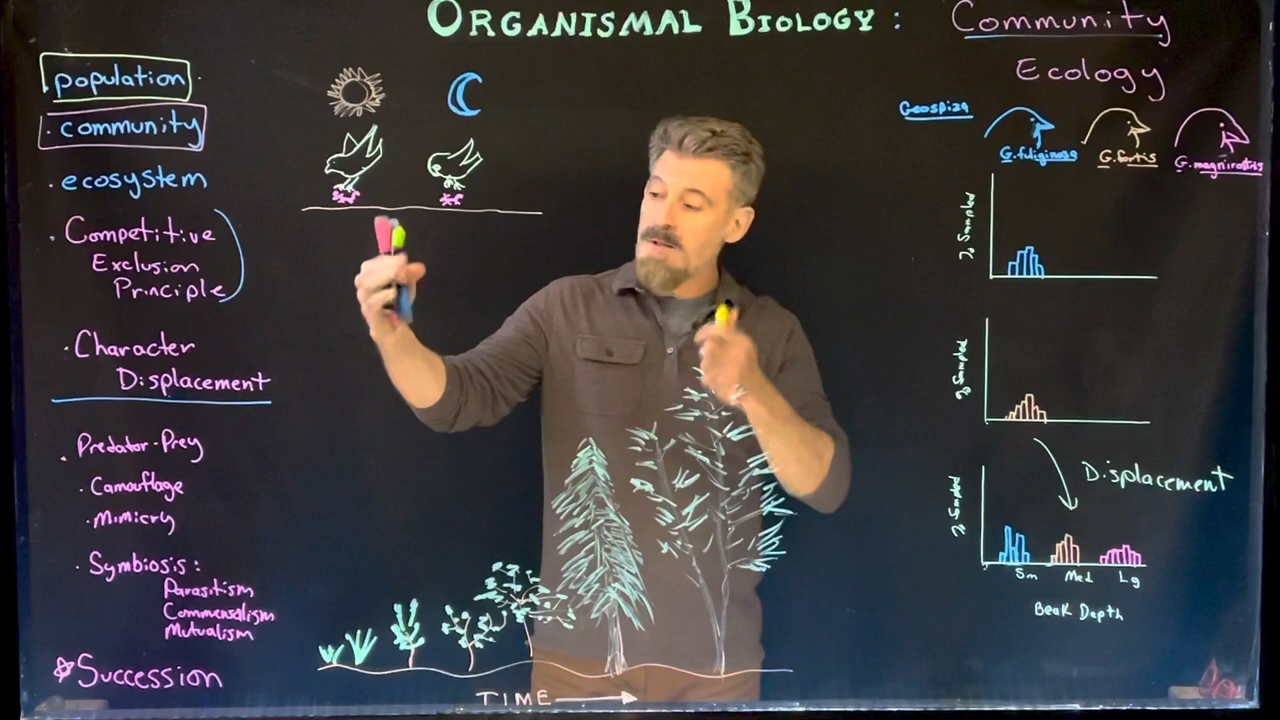 ORGANISMAL BIOLOGY : Community
Ecology
population
community
ecosystem
Competitive
Exclusion
Principle
Character
Displacement
Predator-Prey
Camouflage
Mimicry
Symbiosis :
Parasitism
Commensalism
Mutualism
Succession
TIME
Geospiza
G. fuliginosa
G. fortis
G. magnirostris
% Sampled
% Sampled
Displacement
% Sampled
Sm Med Lg
Beak Depth